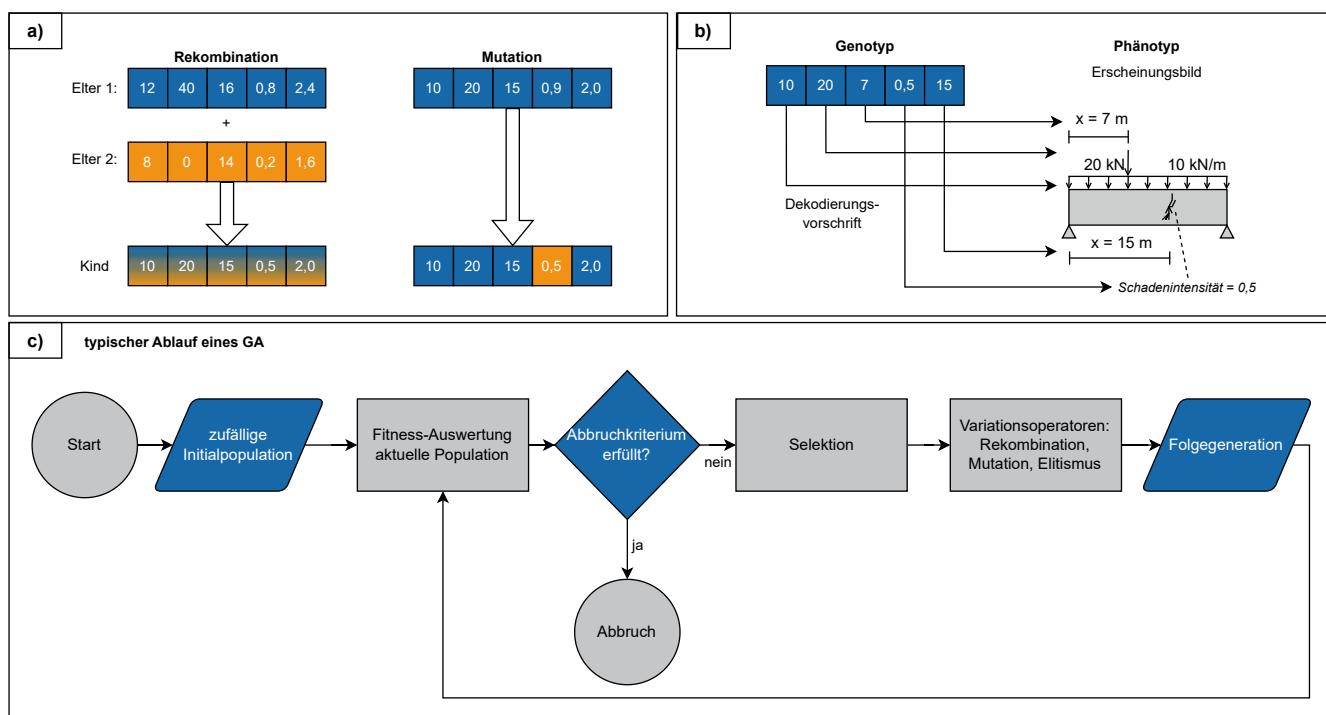 a)
Rekombination
Elter 1:
12 40 16 0,8 2,4
+
Elter 2:
8 0 14 0,2 1,6
Kind
10 20 15 0,5 2,0
Mutation
10 20 15 0,9 2,0
10 20 15 0,5 2,0
b)
Genotyp
10 20 7 0,5 15
Dekodierungs-
vorschrift
Phänotyp
Erscheinungsbild
x = 7 m
20 kN 10 kN/m
x = 15 m
Schadenintensität = 0,5
c)
typischer Ablauf eines GA
Start
zufällige
Initialpopulation
Fitness-Auswertung
aktuelle Population
Abbruchkriterium
erfüllt?
nein
ja
Abbruch
Selektion
Variationsoperatoren:
Rekombination,
Mutation, Elitismus
Folgegeneration